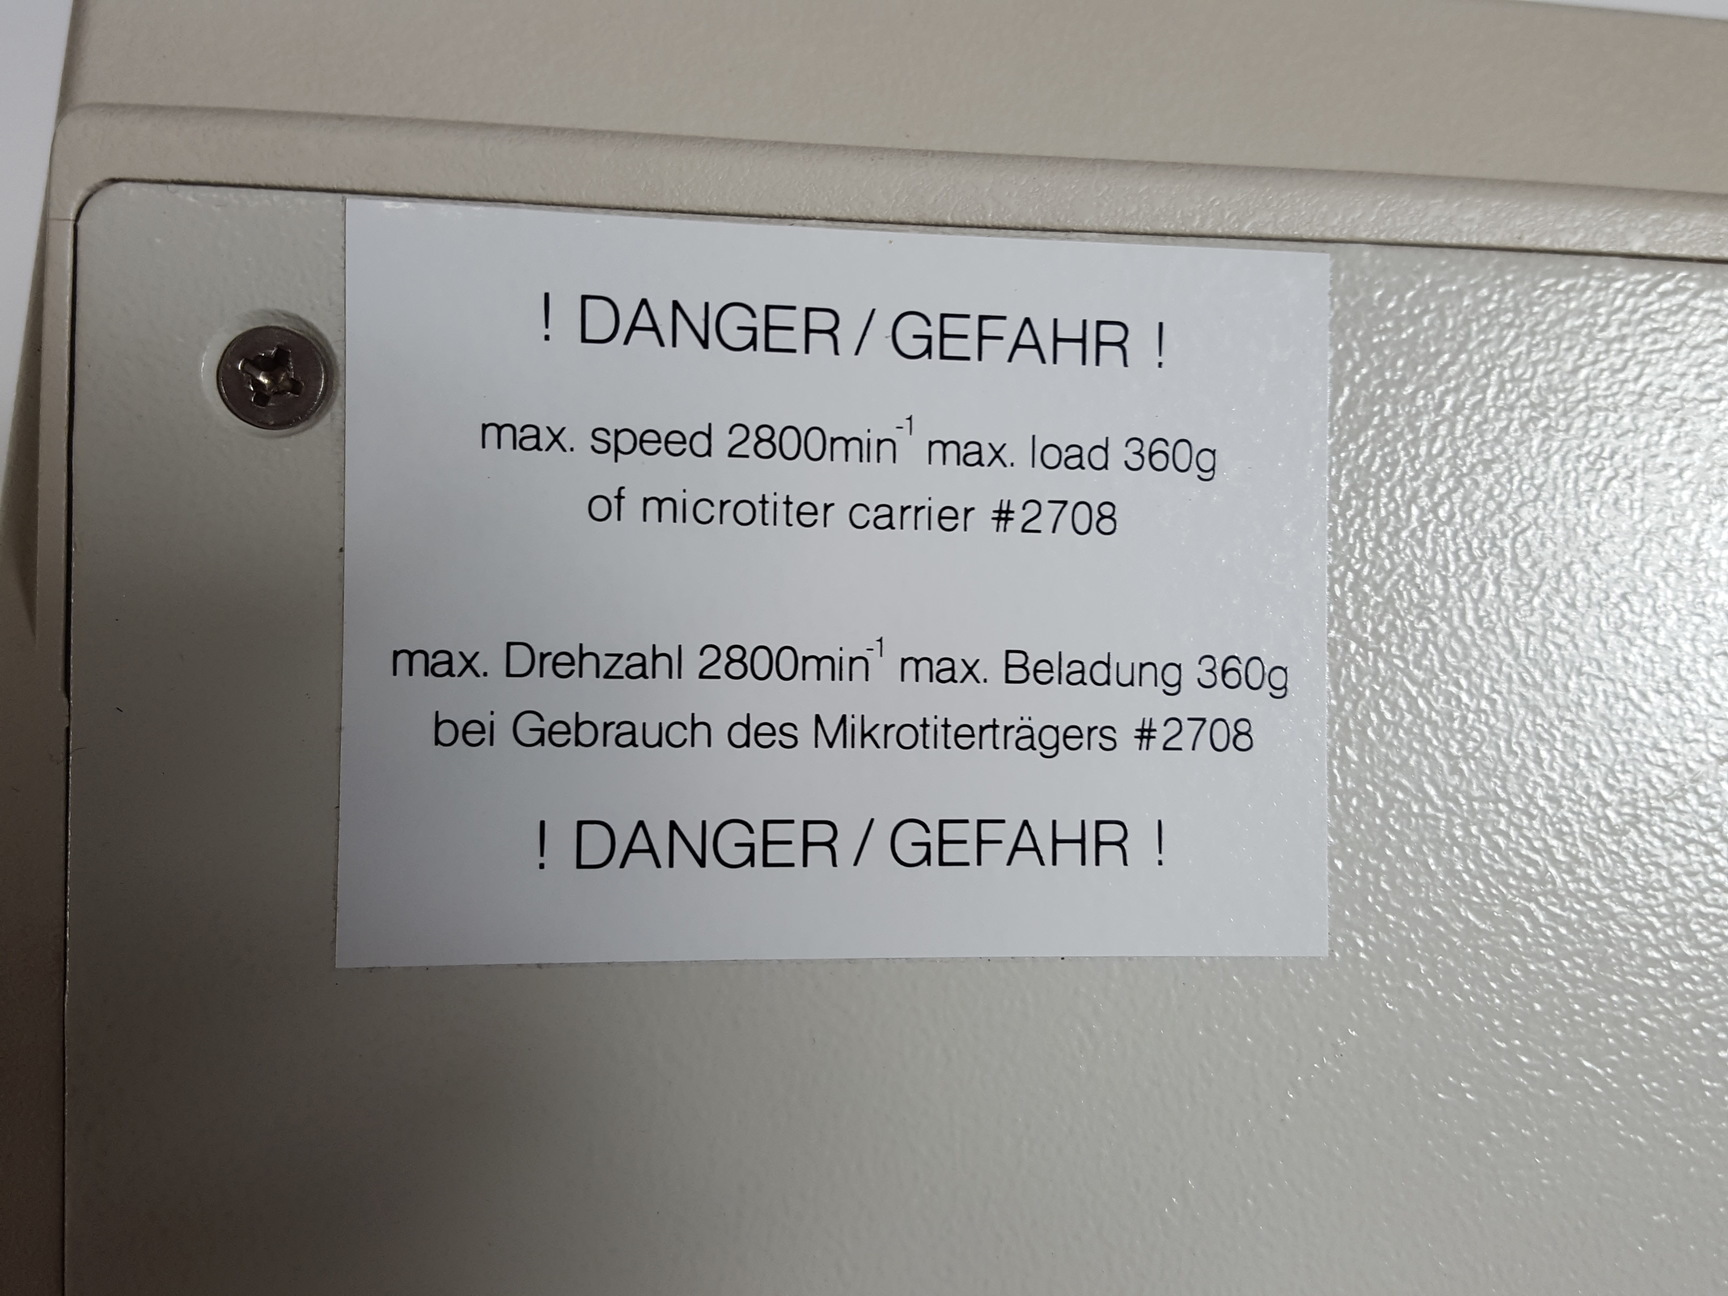 ! DANGER / GEFAHR !
max. speed 2800min⁻¹ max. load 360g
of microtiter carrier #2708
max. Drehzahl 2800min⁻¹ max. Beladung 360g
bei Gebrauch des Mikrotiterträgers #2708
! DANGER / GEFAHR !